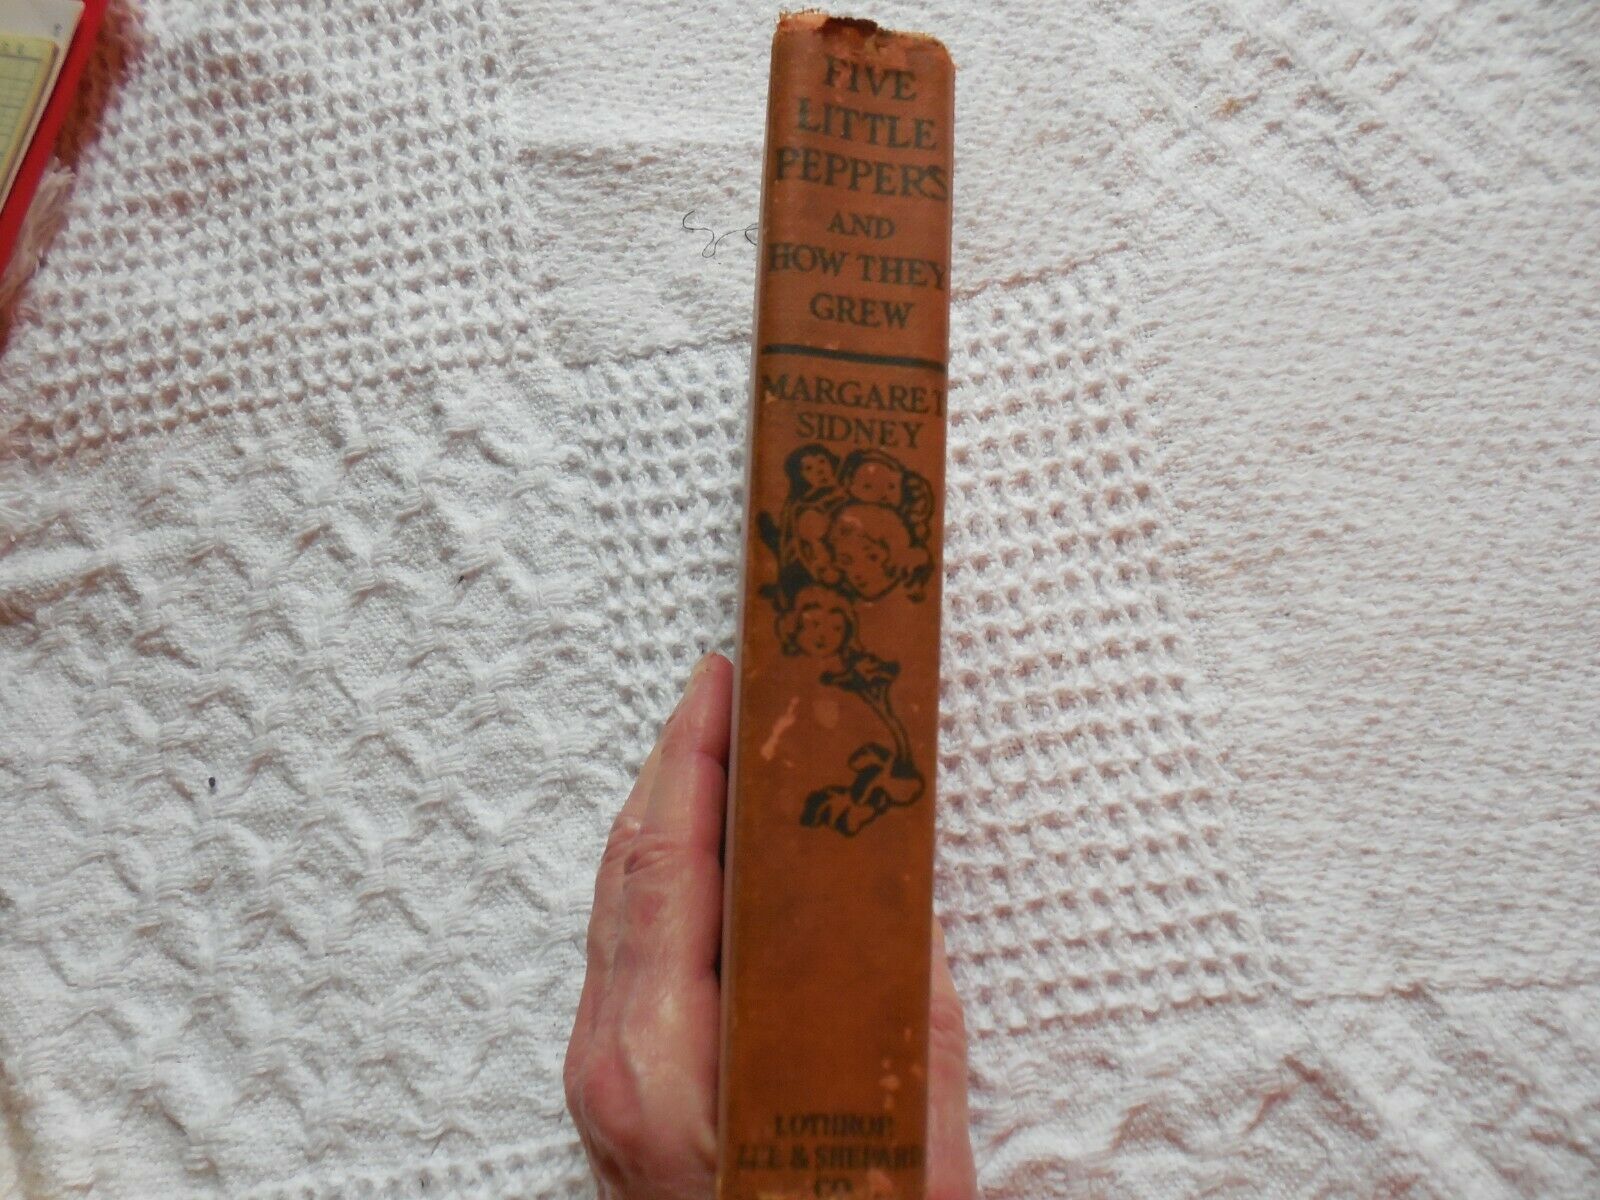 FIVE
LITTLE
PEPPERS
AND
HOW THEY
GREW
MARGARET
SIDNEY
LOTHROP,
LEE & SHEPARD
CO.